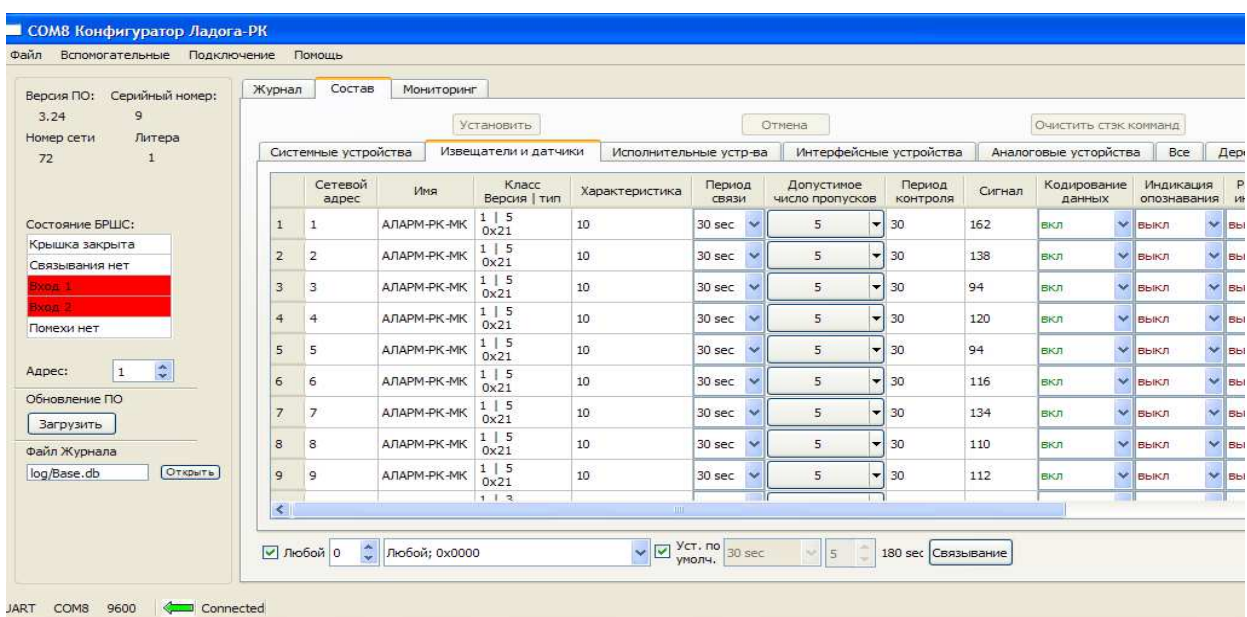 COM8 Конфигуратор Ладога-РК
Файл Вспомогательные Подключение Помощь
Версия ПО: Серийный номер:
3.24 9
Номер сети Литера
72 1
Состояние БРШС:
Крышка закрыта
Связывания нет
Вход 1
Вход 2
Помехи нет
Адрес: 1
Обновление ПО
Загрузить
Файл Журнала
log/Base.db Открыть
Журнал Состав Мониторинг
Установить Отмена Очистить стэк комманд
Системные устройства Извещатели и датчики Исполнительные устр-ва Интерфейсные устройства Аналоговые усторйства Все
Сетевой адрес Имя Класс Версия | тип Характеристика Период связи Допустимое число пропусков Период контроля Сигнал Кодирование данных Индикация опознавания
1 1 АЛАРМ-РК-МК 1 | 5 0x21 10 30 sec 5 30 162 вкл выкл
2 2 АЛАРМ-РК-МК 1 | 5 0x21 10 30 sec 5 30 138 вкл выкл
3 3 АЛАРМ-РК-МК 1 | 5 0x21 10 30 sec 5 30 94 вкл выкл
4 4 АЛАРМ-РК-МК 1 | 5 0x21 10 30 sec 5 30 120 вкл выкл
5 5 АЛАРМ-РК-МК 1 | 5 0x21 10 30 sec 5 30 94 вкл выкл
6 6 АЛАРМ-РК-МК 1 | 5 0x21 10 30 sec 5 30 116 вкл выкл
7 7 АЛАРМ-РК-МК 1 | 5 0x21 10 30 sec 5 30 134 вкл выкл
8 8 АЛАРМ-РК-МК 1 | 5 0x21 10 30 sec 5 30 110 вкл выкл
9 9 АЛАРМ-РК-МК 1 | 5 0x21 10 30 sec 5 30 112 вкл выкл
1 | 3
Любой 0 Любой; 0x0000 Уст. по умолч. 30 sec 5 180 sec Связывание
COM8 9600 Connected